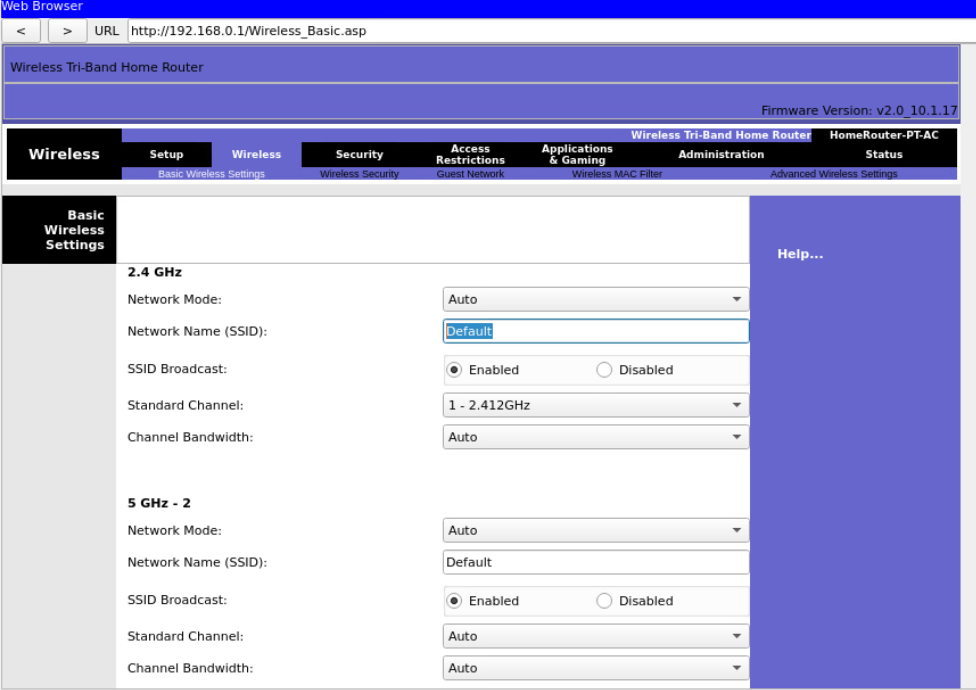 Web Browser
< > URL http://192.168.0.1/Wireless_Basic.asp
Wireless Tri-Band Home Router
Firmware Version: v2.0_10.1.17
Wireless Tri-Band Home Router HomeRouter-PT-AC
Wireless Setup Wireless Security Access Restrictions Applications & Gaming Administration Status
Basic Wireless Settings Wireless Security Guest Network Wireless MAC Filter Advanced Wireless Settings
Basic
Wireless
Settings
Help...
2.4 GHz
Network Mode: Auto
Network Name (SSID): Default
SSID Broadcast: Enabled Disabled
Standard Channel: 1 - 2.412GHz
Channel Bandwidth: Auto
5 GHz - 2
Network Mode: Auto
Network Name (SSID): Default
SSID Broadcast: Enabled Disabled
Standard Channel: Auto
Channel Bandwidth: Auto